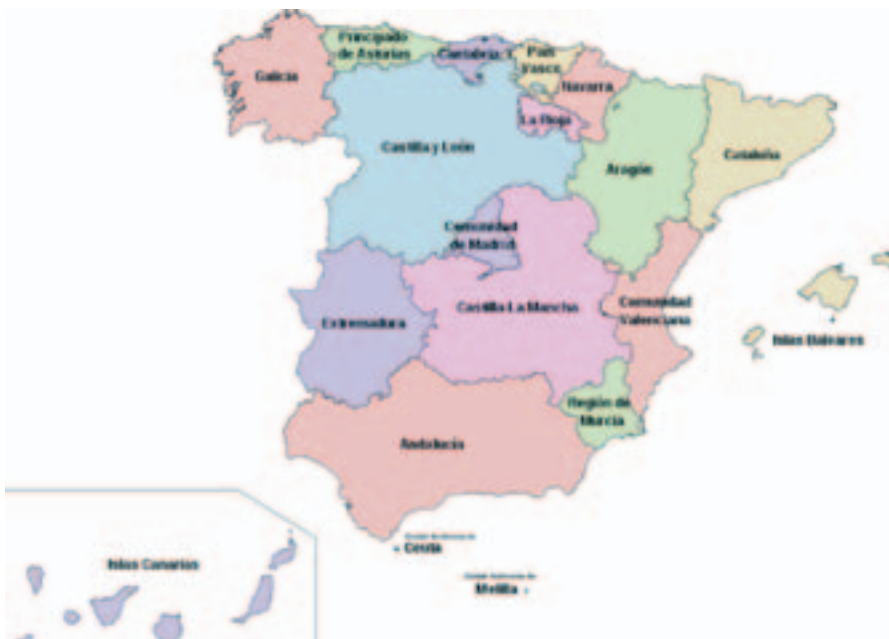 Principado
de Asturias
Cantabria
País
Vasco
Galicia
Navarra
La Rioja
Castilla y León
Aragón
Cataluña
Comunidad
de Madrid
Castilla La Mancha
Comunidad
Valenciana
Extremadura
Islas Baleares
Región de
Murcia
Andalucía
Ceuta
Islas Canarias
Melilla